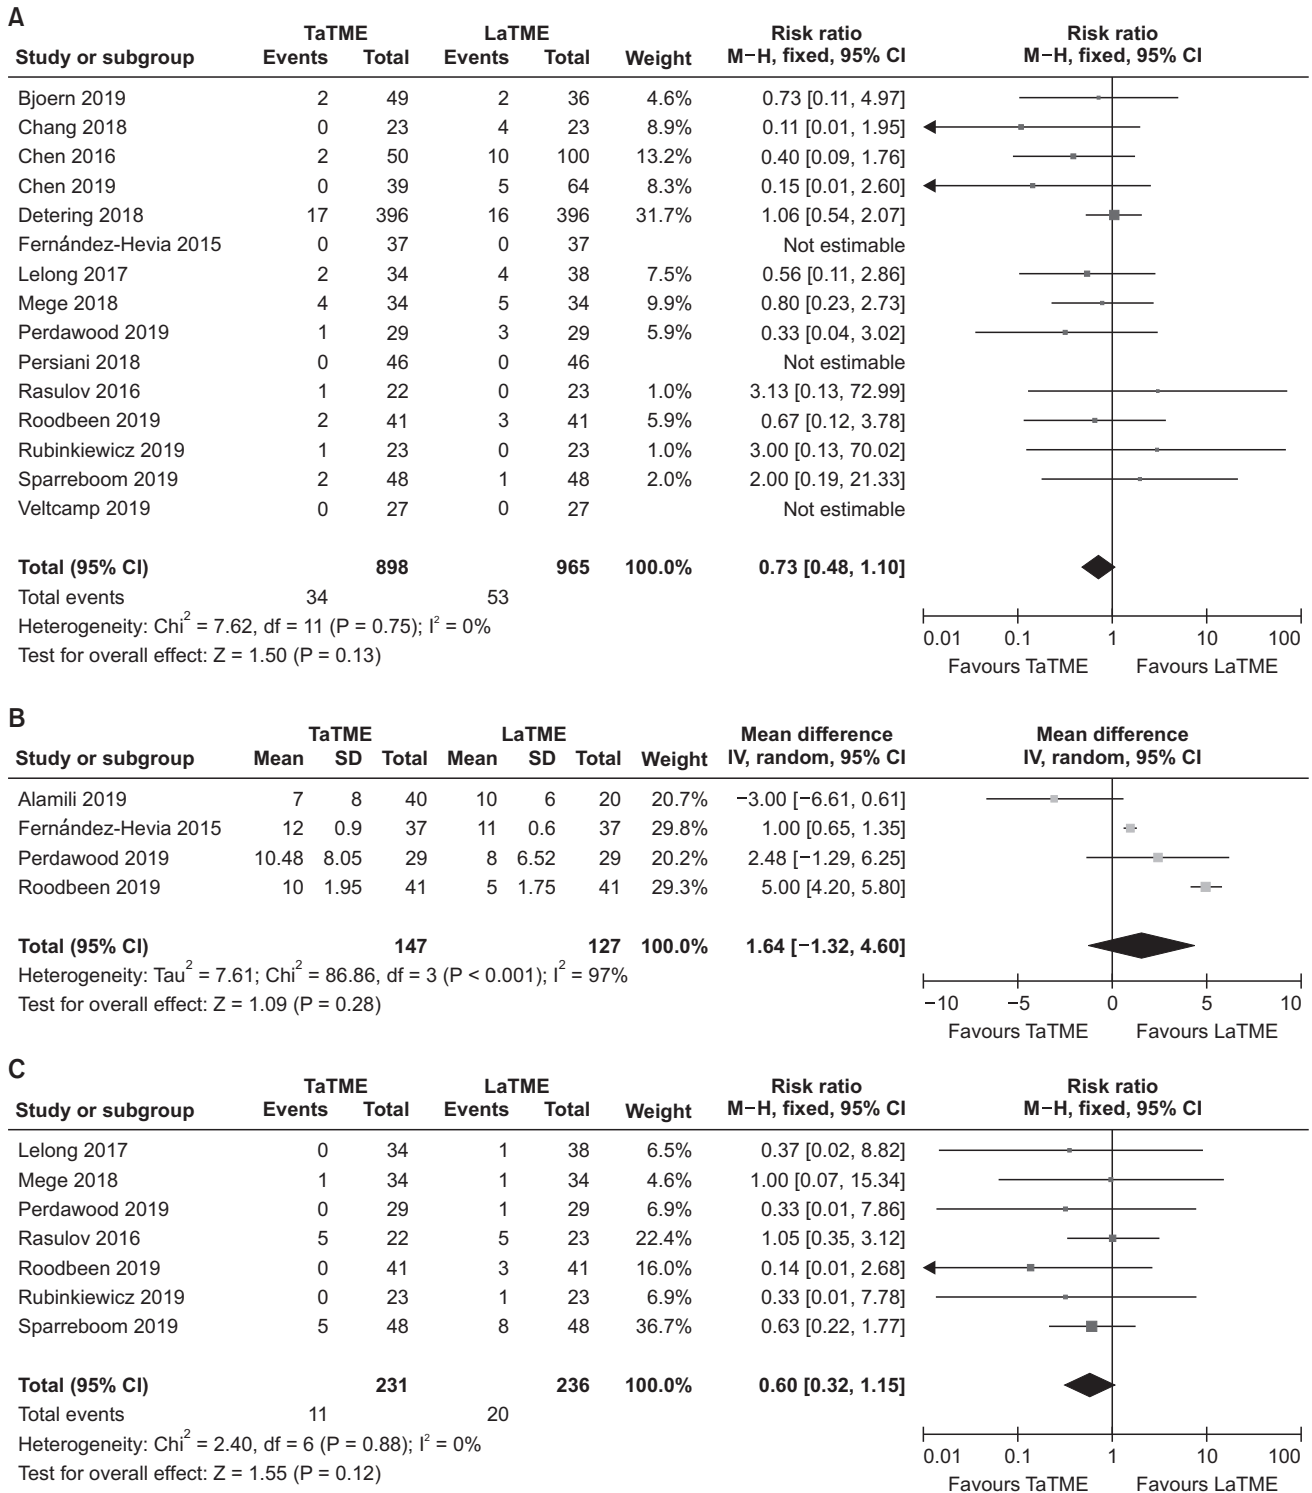 A
TaTME LaTME Risk ratio Risk ratio
Study or subgroup Events Total Events Total Weight M−H, fixed, 95% CI M−H, fixed, 95% CI
Bjoern 2019 2 49 2 36 4.6% 0.73 [0.11, 4.97]
Chang 2018 0 23 4 23 8.9% 0.11 [0.01, 1.95]
Chen 2016 2 50 10 100 13.2% 0.40 [0.09, 1.76]
Chen 2019 0 39 5 64 8.3% 0.15 [0.01, 2.60]
Detering 2018 17 396 16 396 31.7% 1.06 [0.54, 2.07]
Fernández-Hevia 2015 0 37 0 37 Not estimable
Lelong 2017 2 34 4 38 7.5% 0.56 [0.11, 2.86]
Mege 2018 4 34 5 34 9.9% 0.80 [0.23, 2.73]
Perdawood 2019 1 29 3 29 5.9% 0.33 [0.04, 3.02]
Persiani 2018 0 46 0 46 Not estimable
Rasulov 2016 1 22 0 23 1.0% 3.13 [0.13, 72.99]
Roodbeen 2019 2 41 3 41 5.9% 0.67 [0.12, 3.78]
Rubinkiewicz 2019 1 23 0 23 1.0% 3.00 [0.13, 70.02]
Sparreboom 2019 2 48 1 48 2.0% 2.00 [0.19, 21.33]
Veltcamp 2019 0 27 0 27 Not estimable
Total (95% CI) 898 965 100.0% 0.73 [0.48, 1.10]
Total events 34 53
Heterogeneity: Chi² = 7.62, df = 11 (P = 0.75); I² = 0%
Test for overall effect: Z = 1.50 (P = 0.13)
0.01 0.1 1 10 100
Favours TaTME Favours LaTME
B
TaTME LaTME Mean difference Mean difference
Study or subgroup Mean SD Total Mean SD Total Weight IV, random, 95% CI IV, random, 95% CI
Alamili 2019 7 8 40 10 6 20 20.7% −3.00 [−6.61, 0.61]
Fernández-Hevia 2015 12 0.9 37 11 0.6 37 29.8% 1.00 [0.65, 1.35]
Perdawood 2019 10.48 8.05 29 8 6.52 29 20.2% 2.48 [−1.29, 6.25]
Roodbeen 2019 10 1.95 41 5 1.75 41 29.3% 5.00 [4.20, 5.80]
Total (95% CI) 147 127 100.0% 1.64 [−1.32, 4.60]
Heterogeneity: Tau² = 7.61; Chi² = 86.86, df = 3 (P < 0.001); I² = 97%
Test for overall effect: Z = 1.09 (P = 0.28)
−10 −5 0 5 10
Favours TaTME Favours LaTME
C
TaTME LaTME Risk ratio Risk ratio
Study or subgroup Events Total Events Total Weight M−H, fixed, 95% CI M−H, fixed, 95% CI
Lelong 2017 0 34 1 38 6.5% 0.37 [0.02, 8.82]
Mege 2018 1 34 1 34 4.6% 1.00 [0.07, 15.34]
Perdawood 2019 0 29 1 29 6.9% 0.33 [0.01, 7.86]
Rasulov 2016 5 22 5 23 22.4% 1.05 [0.35, 3.12]
Roodbeen 2019 0 41 3 41 16.0% 0.14 [0.01, 2.68]
Rubinkiewicz 2019 0 23 1 23 6.9% 0.33 [0.01, 7.78]
Sparreboom 2019 5 48 8 48 36.7% 0.63 [0.22, 1.77]
Total (95% CI) 231 236 100.0% 0.60 [0.32, 1.15]
Total events 11 20
Heterogeneity: Chi² = 2.40, df = 6 (P = 0.88); I² = 0%
Test for overall effect: Z = 1.55 (P = 0.12)
0.01 0.1 1 10 100
Favours TaTME Favours LaTME